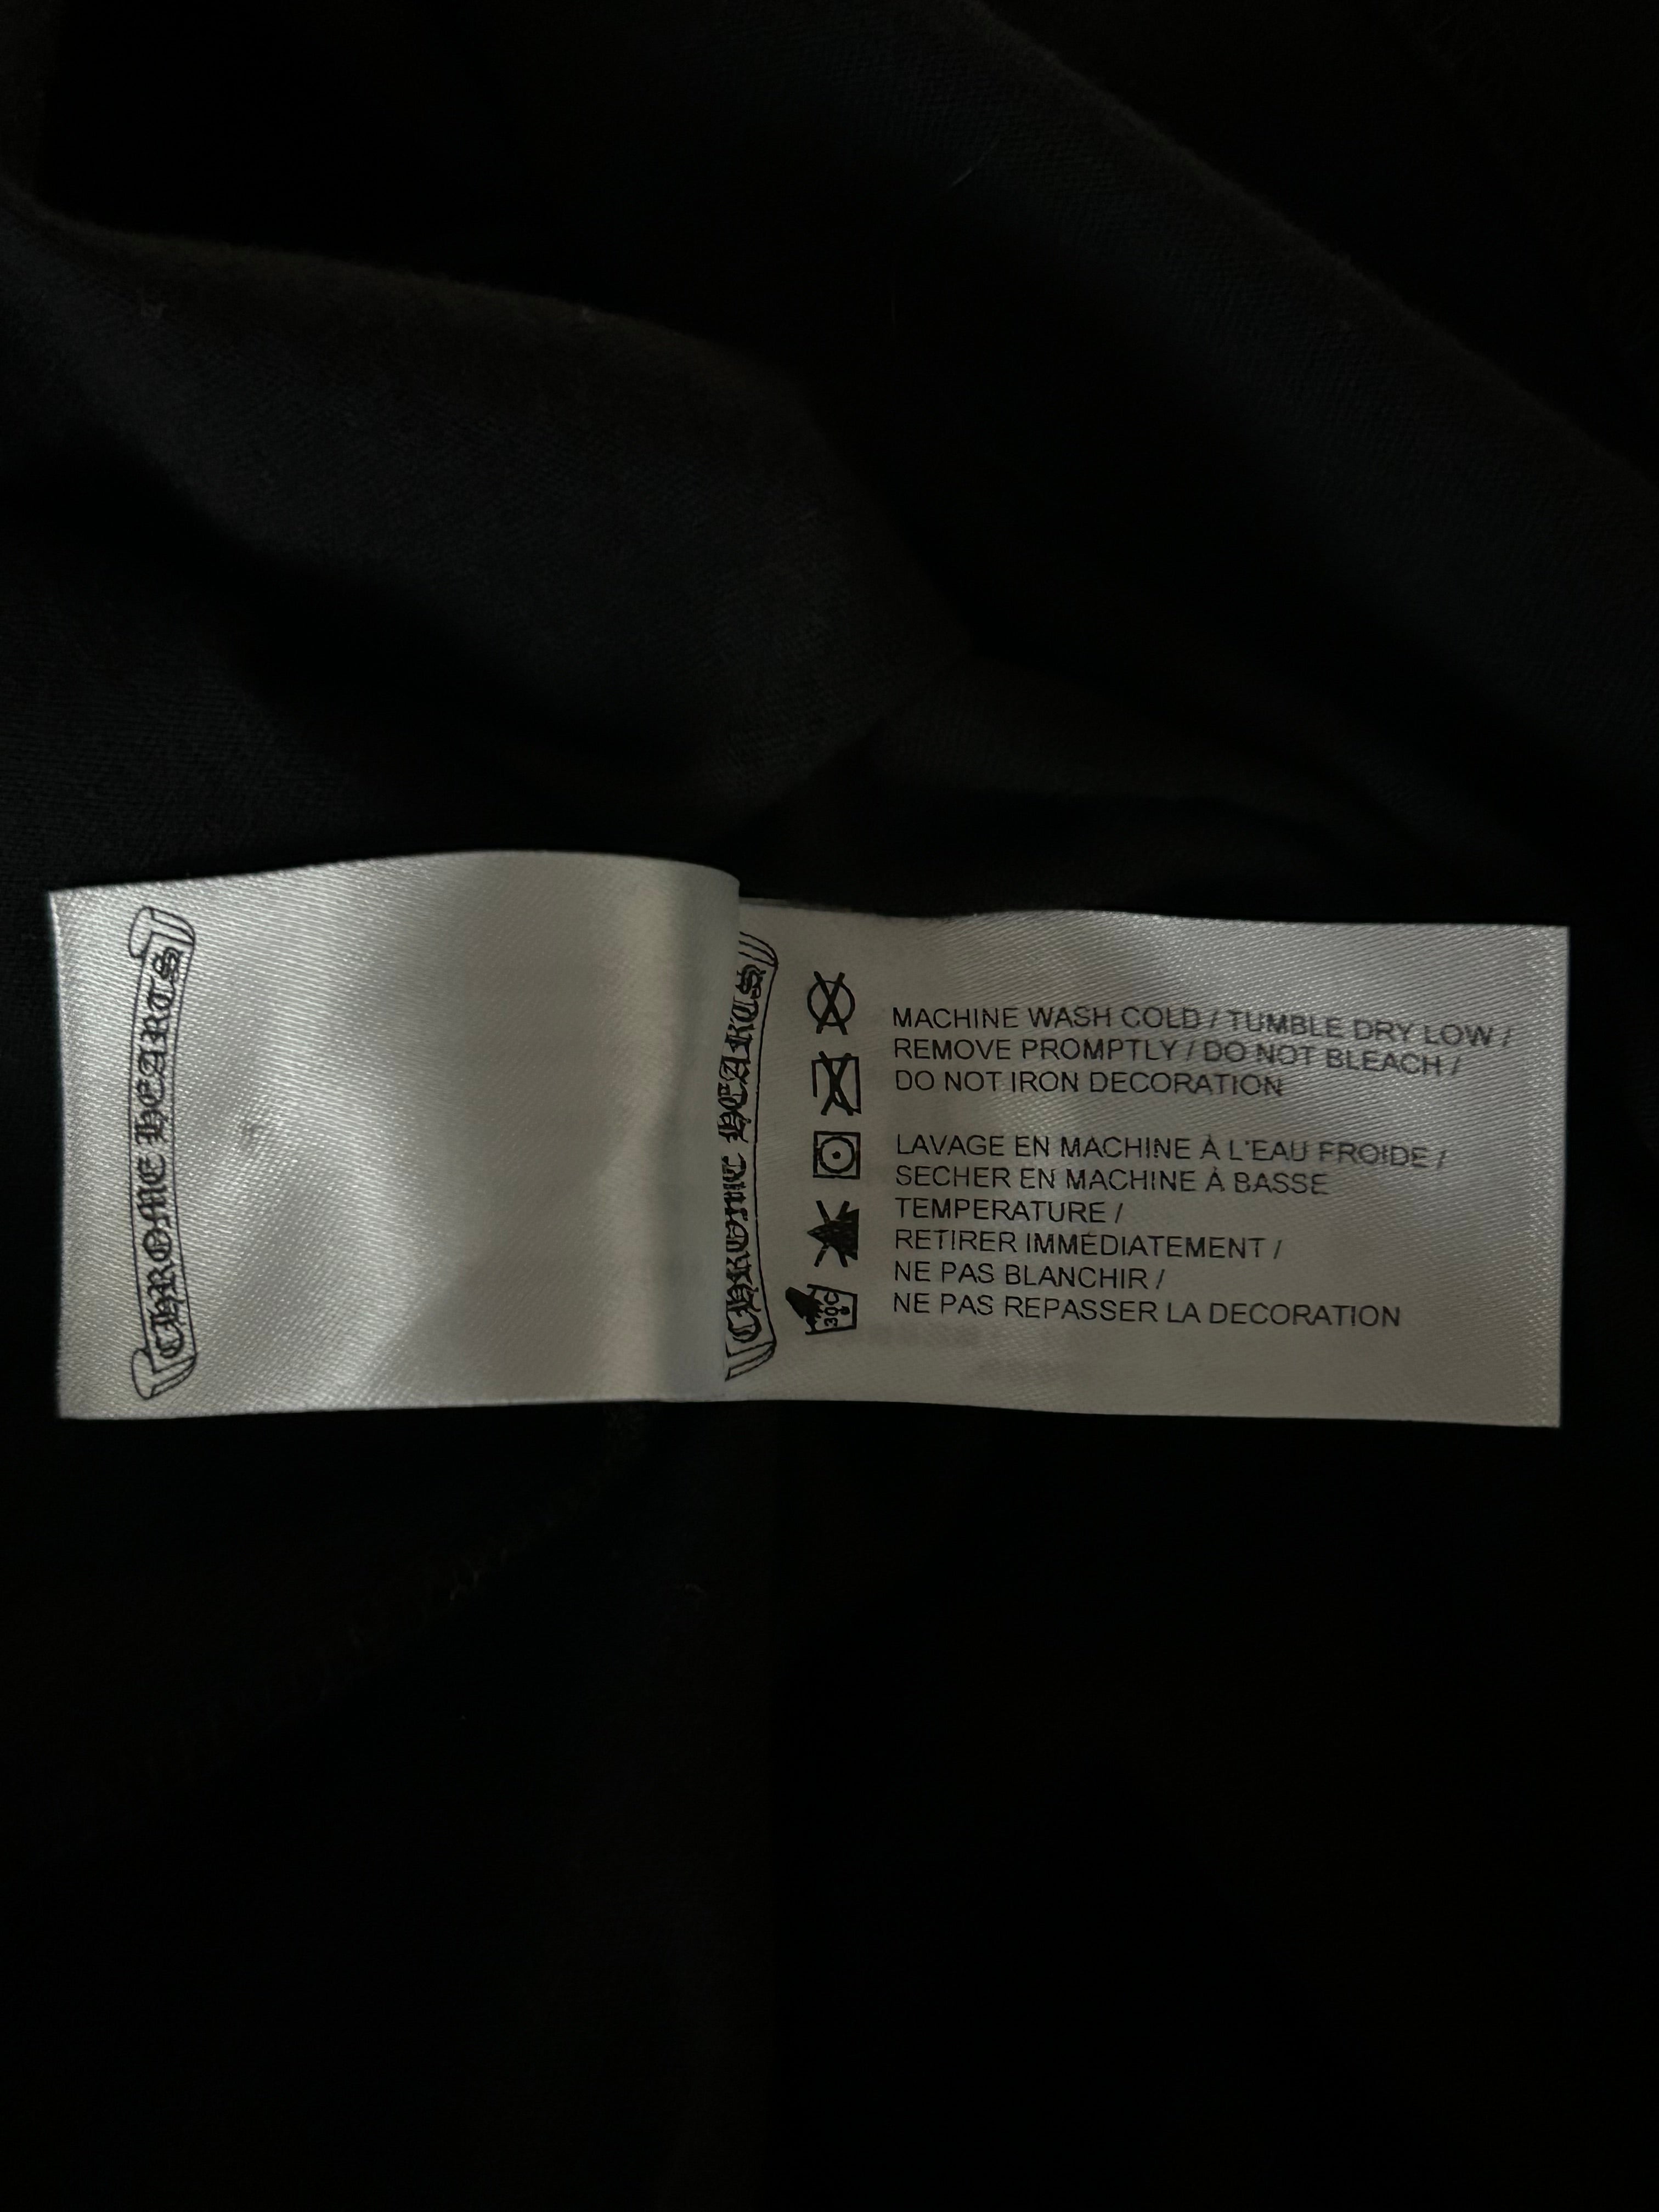 CHROME HEARTS
CHROME HEARTS
MACHINE WASH COLD / TUMBLE DRY LOW /
REMOVE PROMPTLY / DO NOT BLEACH /
DO NOT IRON DECORATION
LAVAGE EN MACHINE À L'EAU FROIDE /
SECHER EN MACHINE À BASSE
TEMPERATURE /
RETIRER IMMÉDIATEMENT /
NE PAS BLANCHIR /
NE PAS REPASSER LA DECORATION
30C